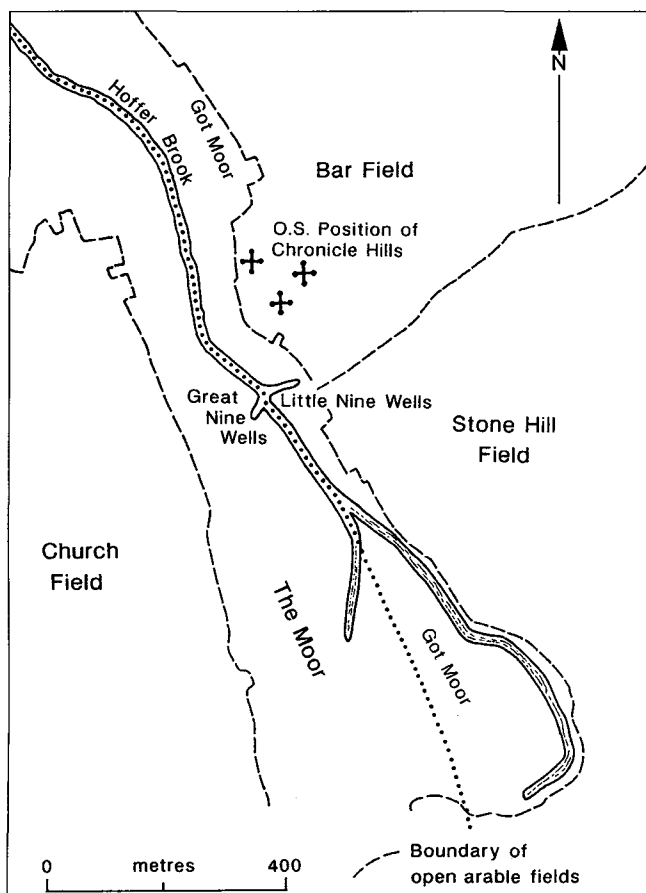 N
Hoffer
Brook
Got Moor
Bar Field
O.S. Position of
Chronicle Hills
Great
Nine
Wells
Little Nine Wells
Stone Hill
Field
Church
Field
The Moor
Got Moor
0 metres 400
Boundary of
open arable fields